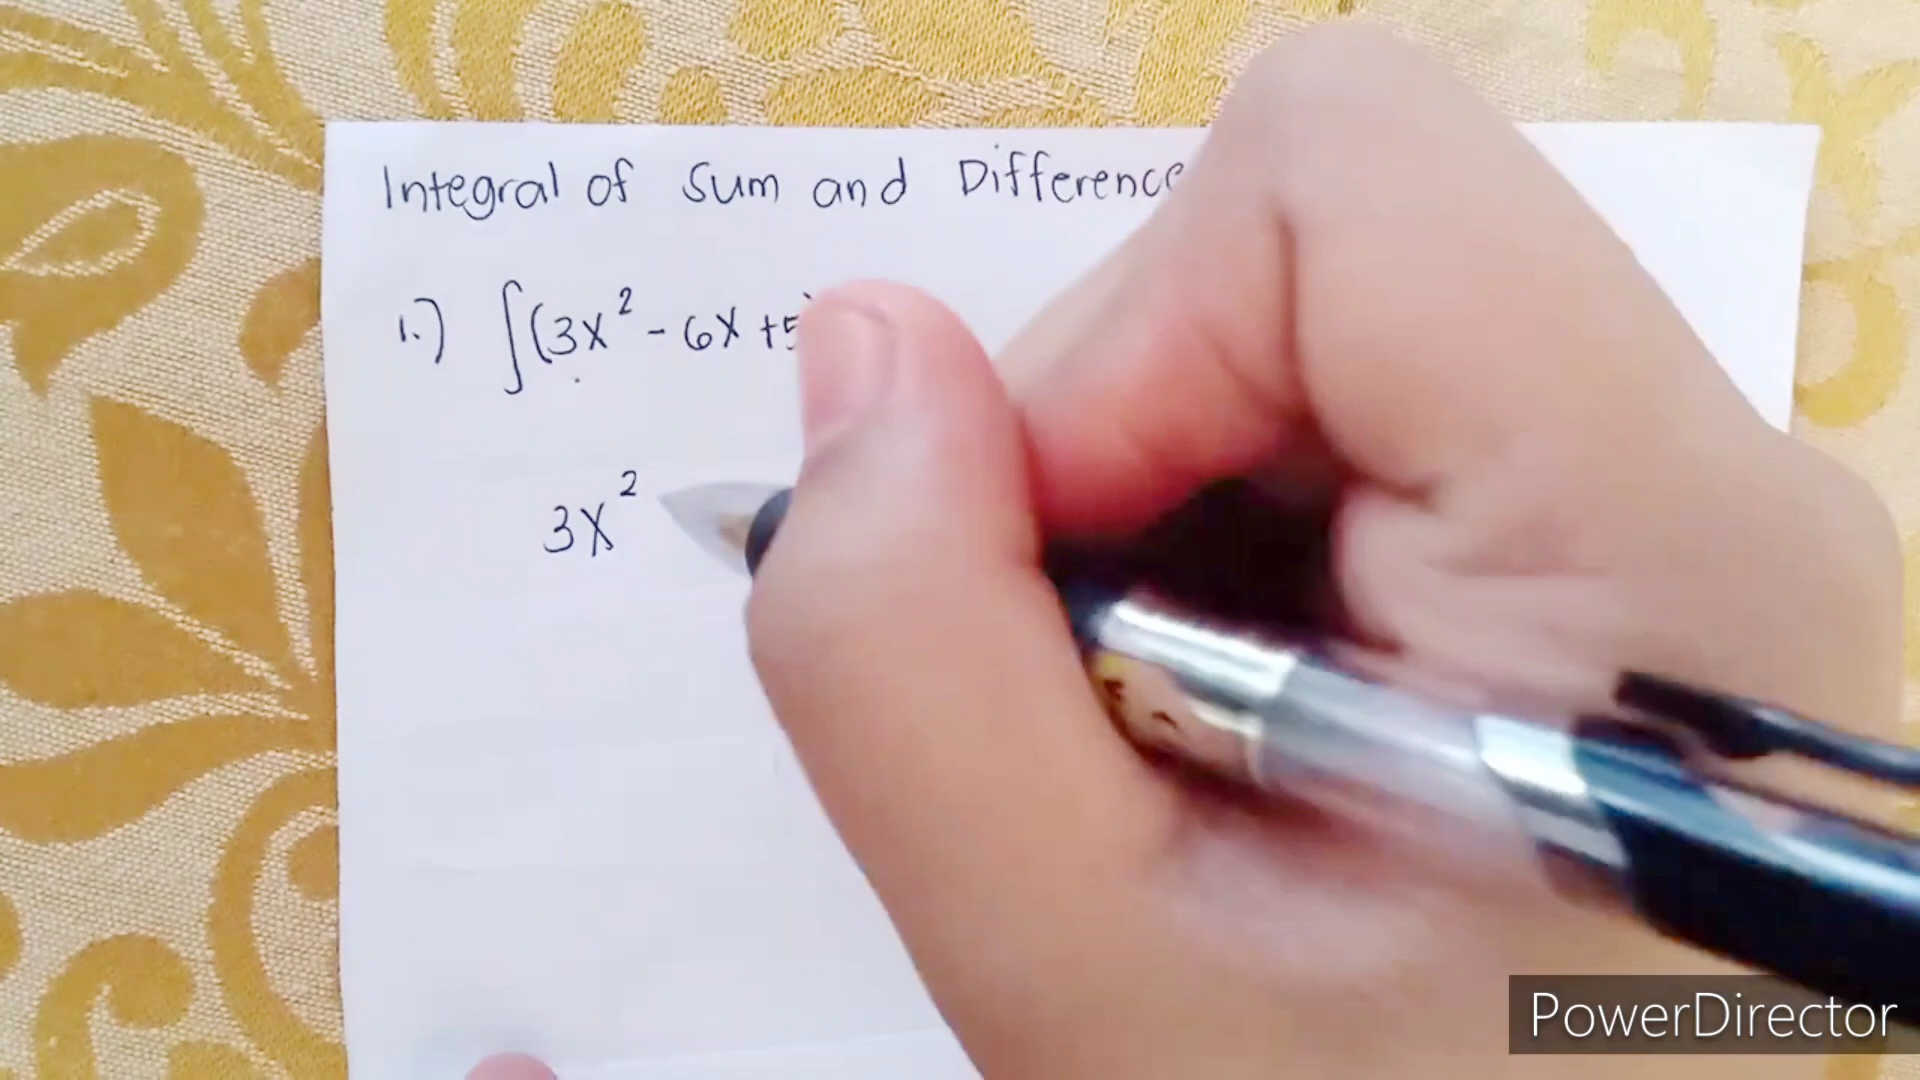 Integral of Sum and Difference
1.) ∫(3x² - 6x +5)
3x²
PowerDirector